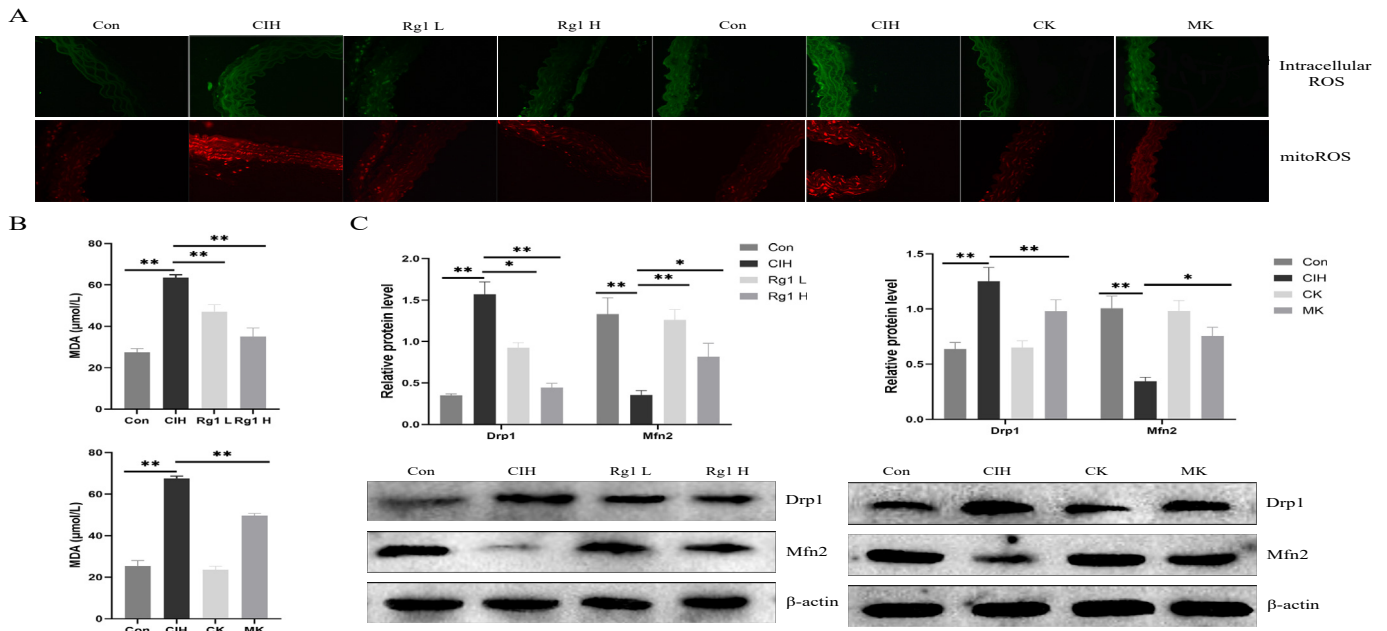 A
Con CIH Rg1 L Rg1 H Con CIH CK MK
Intracellular
ROS
mitoROS
B
MDA (μmol/L)
80
60
40
20
0
** ** **
Con CIH Rg1 L Rg1 H
MDA (μmol/L)
80
60
40
20
0
** **
Con CIH CK MK
C
Relative protein level
2.0
1.5
1.0
0.5
0.0
** * ** ** ** *
Drp1 Mfn2
Con
CIH
Rg1 L
Rg1 H
Relative protein level
1.5
1.0
0.5
0.0
** ** ** *
Drp1 Mfn2
Con
CIH
CK
MK
Con CIH Rg1 L Rg1 H
Drp1
Mfn2
β-actin
Con CIH CK MK
Drp1
Mfn2
β-actin